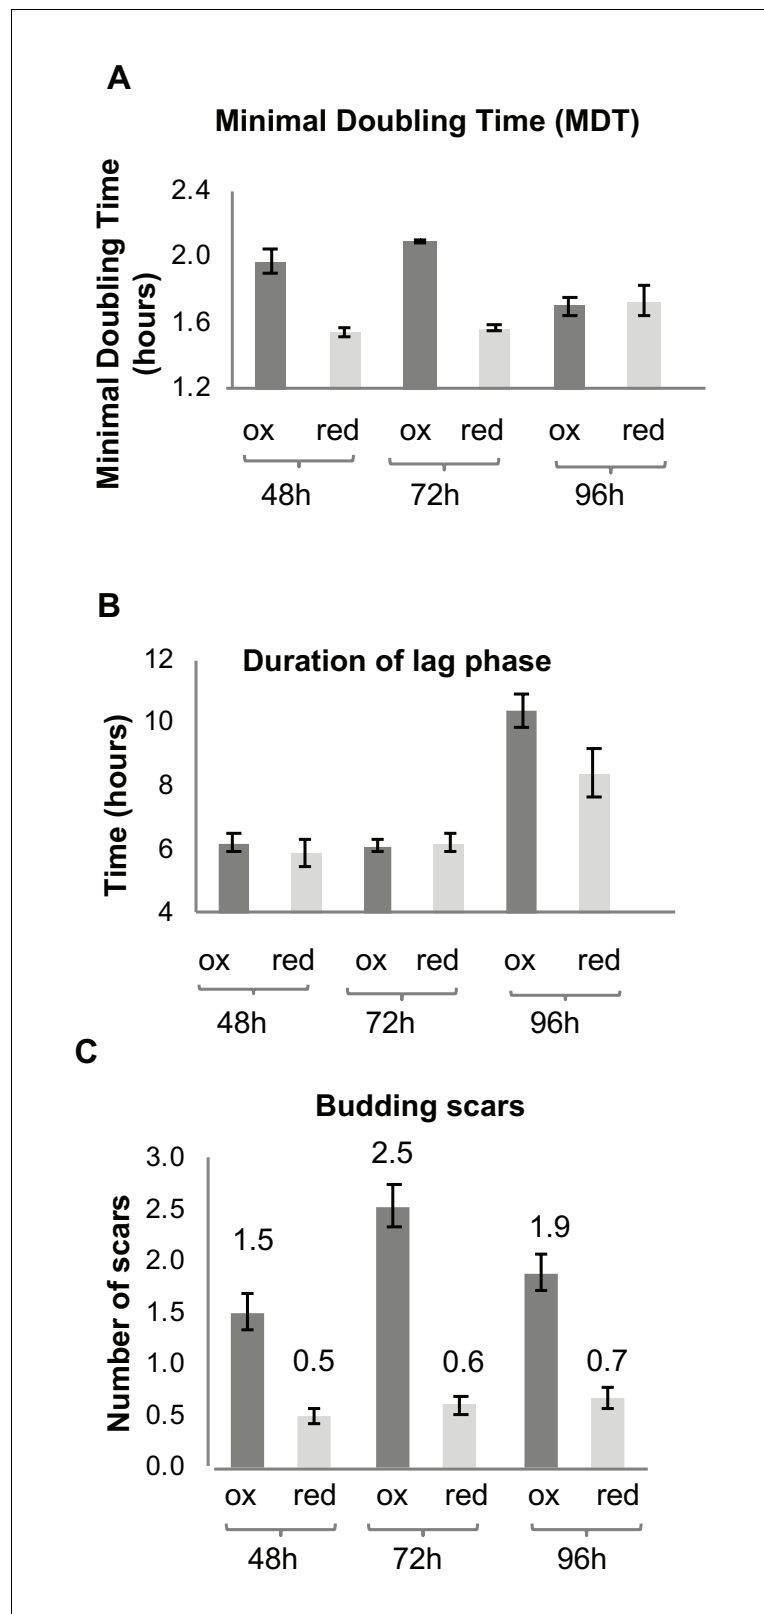 A
Minimal Doubling Time (MDT)
Minimal Doubling Time
(hours)
2.4
2.0
1.6
1.2
ox red ox red ox red
48h 72h 96h
B
Duration of lag phase
Time (hours)
12
10
8
6
4
ox red ox red ox red
48h 72h 96h
C
Budding scars
Number of scars
3.0
2.5
2.0
1.5
1.0
0.5
0.0
1.5 0.5 2.5 0.6 1.9 0.7
ox red ox red ox red
48h 72h 96h